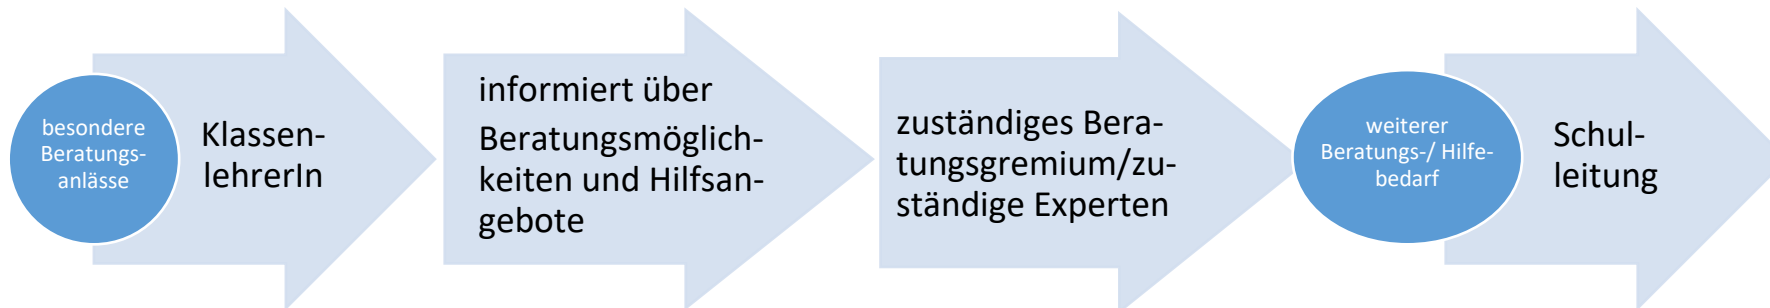 besondere
Beratungs-
anlässe
Klassen-
lehrerIn
informiert über
Beratungsmöglich-
keiten und Hilfsan-
gebote
zuständiges Bera-
tungsgremium/zu-
ständige Experten
weiterer
Beratungs-/ Hilfe-
bedarf
Schul-
leitung